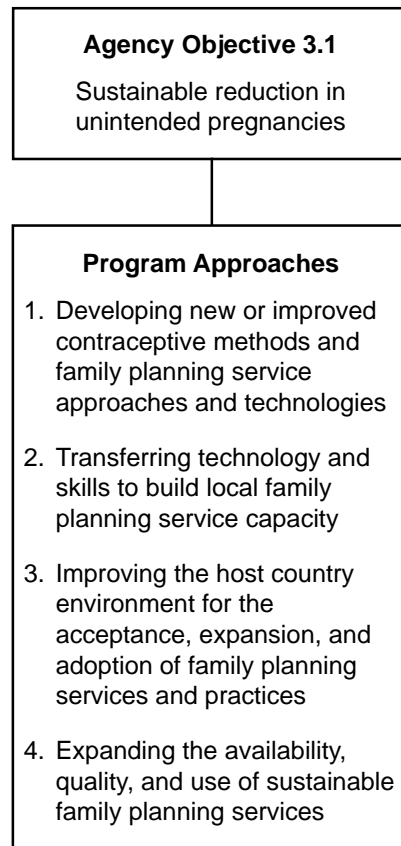 Agency Objective 3.1
Sustainable reduction in
unintended pregnancies
Program Approaches
1. Developing new or improved
contraceptive methods and
family planning service
approaches and technologies
2. Transferring technology and
skills to build local family
planning service capacity
3. Improving the host country
environment for the
acceptance, expansion, and
adoption of family planning
services and practices
4. Expanding the availability,
quality, and use of sustainable
family planning services